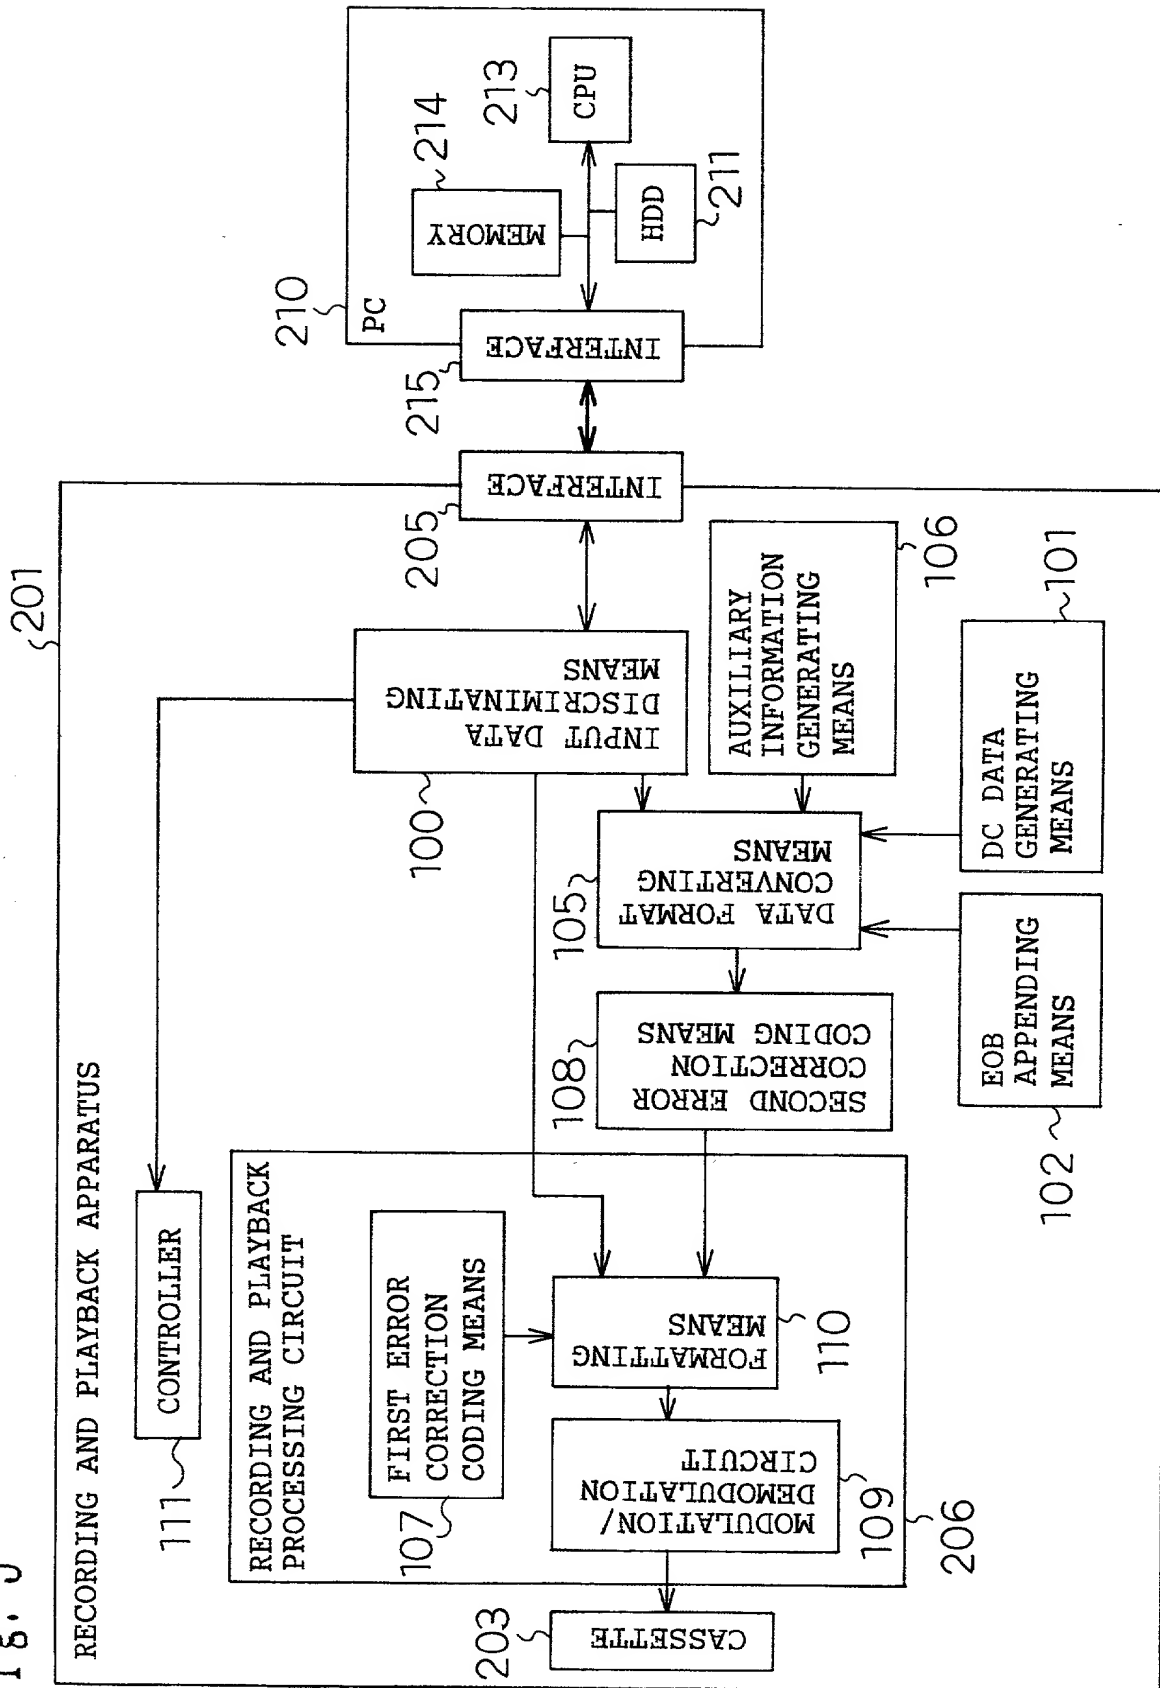 201
RECORDING AND PLAYBACK APPARATUS
111
CONTROLLER
RECORDING AND PLAYBACK
PROCESSING CIRCUIT
107
FIRST ERROR
CORRECTION
CODING MEANS
203
CASSETTE
MODULATION/
DEMODULATION
CIRCUIT
109
FORMATTING
MEANS
110
206
108
SECOND ERROR
CORRECTION
CODING MEANS
105
DATA FORMAT
CONVERTING
MEANS
100
INPUT DATA
DISCRIMINATING
MEANS
AUXILIARY
INFORMATION
GENERATING
MEANS
106
EOB
APPENDING
MEANS
102
DC DATA
GENERATING
MEANS
101
205
INTERFACE
215
INTERFACE
210
PC
MEMORY
214
HDD
211
CPU
213